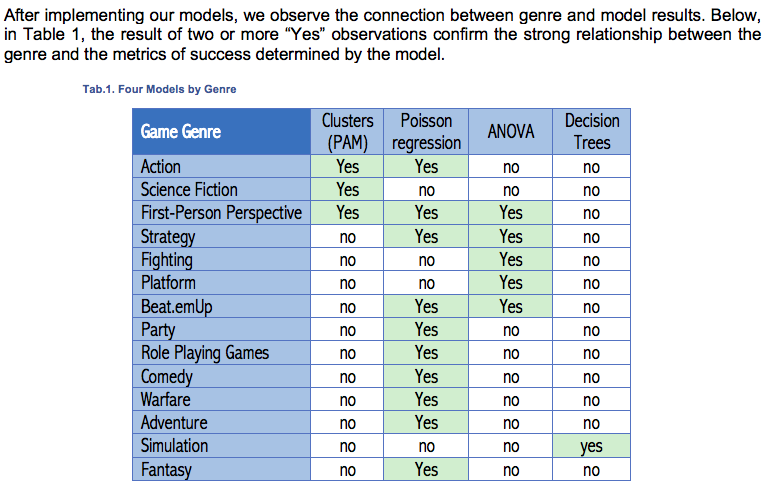 After implementing our models, we observe the connection between genre and model results. Below,
in Table 1, the result of two or more “Yes” observations confirm the strong relationship between the
genre and the metrics of success determined by the model.
Tab.1. Four Models by Genre
Game Genre Clusters (PAM) Poisson regression ANOVA Decision Trees
Action Yes Yes no no
Science Fiction Yes no no no
First-Person Perspective Yes Yes Yes no
Strategy no Yes Yes no
Fighting no no Yes no
Platform no no Yes no
Beat.emUp no Yes Yes no
Party no Yes no no
Role Playing Games no Yes no no
Comedy no Yes no no
Warfare no Yes no no
Adventure no Yes no no
Simulation no no no yes
Fantasy no Yes no no